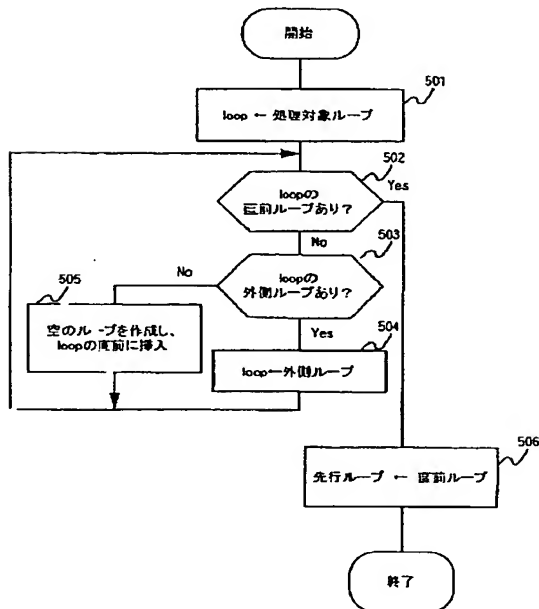 開始
501
loop ← 処理対象ループ
502
loopの
直前ループあり？
Yes
No
503
loopの
外側ループあり？
No
Yes
505
空のループを作成し、
loopの直前に挿入
504
loop←外側ループ
506
先行ループ ← 直前ループ
終了